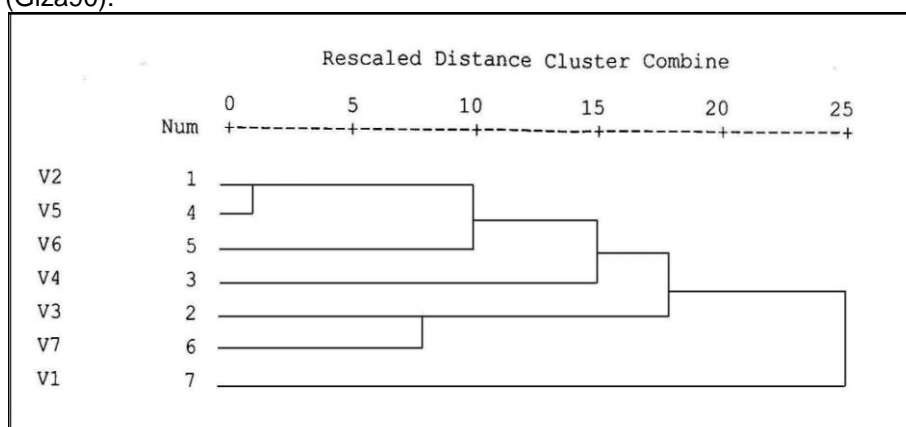 (Giza90).
Rescaled Distance Cluster Combine
0 5 10 15 20 25
Num +---------+---------+---------+---------+---------+
V2 1
V5 4
V6 5
V4 3
V3 2
V7 6
V1 7